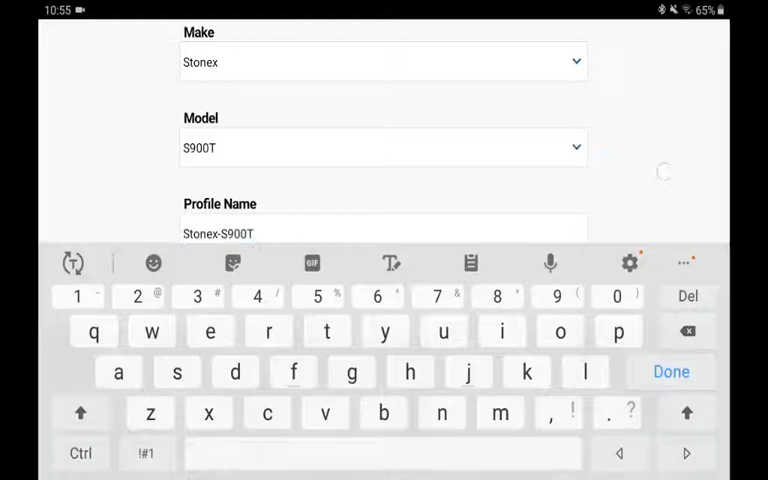 10:55 65%
Make
Stonex
Model
S900T
Profile Name
Stonex-S900T
T GIF T ...
1 - 2 @ 3 # 4 / 5 % 6 ^ 7 & 8 * 9 ( 0 ) Del
q w e r t y u i o p
a s d f g h j k l Done
z x c v b n m , ! . ?
Ctrl !#1